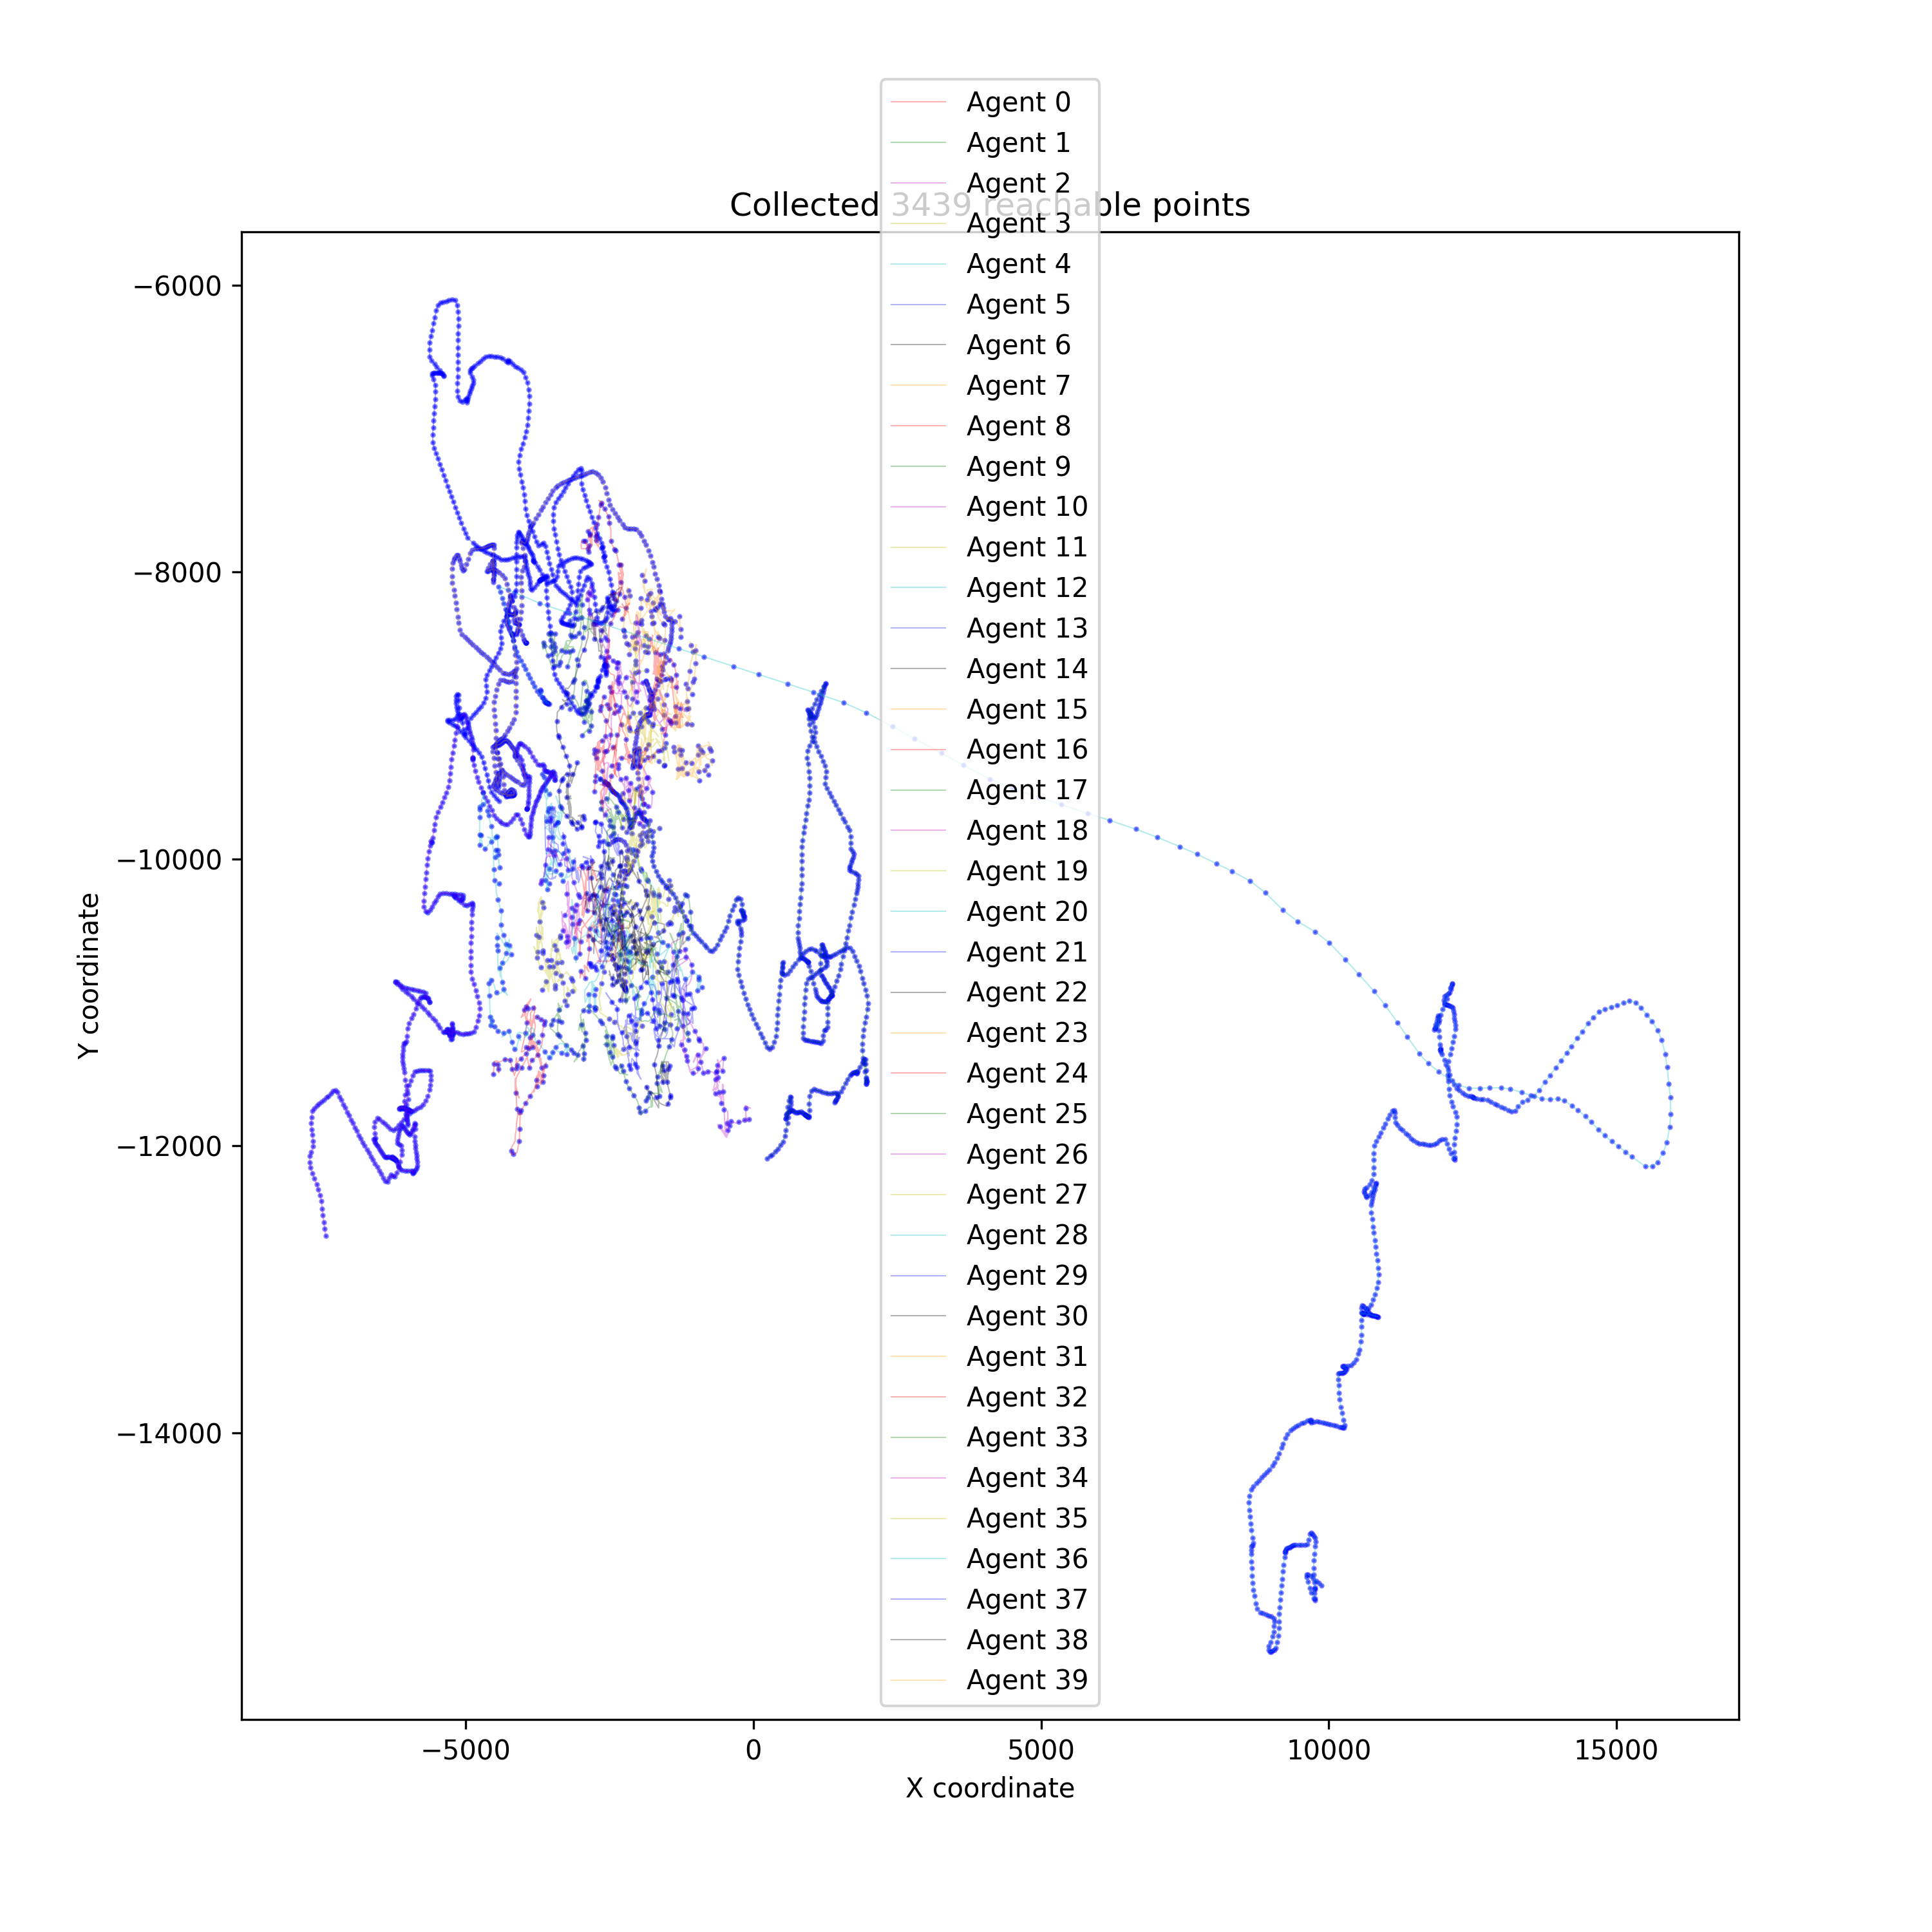 Collected 3439 reachable points
Agent 0
Agent 1
Agent 2
Agent 3
Agent 4
Agent 5
Agent 6
Agent 7
Agent 8
Agent 9
Agent 10
Agent 11
Agent 12
Agent 13
Agent 14
Agent 15
Agent 16
Agent 17
Agent 18
Agent 19
Agent 20
Agent 21
Agent 22
Agent 23
Agent 24
Agent 25
Agent 26
Agent 27
Agent 28
Agent 29
Agent 30
Agent 31
Agent 32
Agent 33
Agent 34
Agent 35
Agent 36
Agent 37
Agent 38
Agent 39
Y coordinate
−6000
−8000
−10000
−12000
−14000
−5000 0 5000 10000 15000
X coordinate